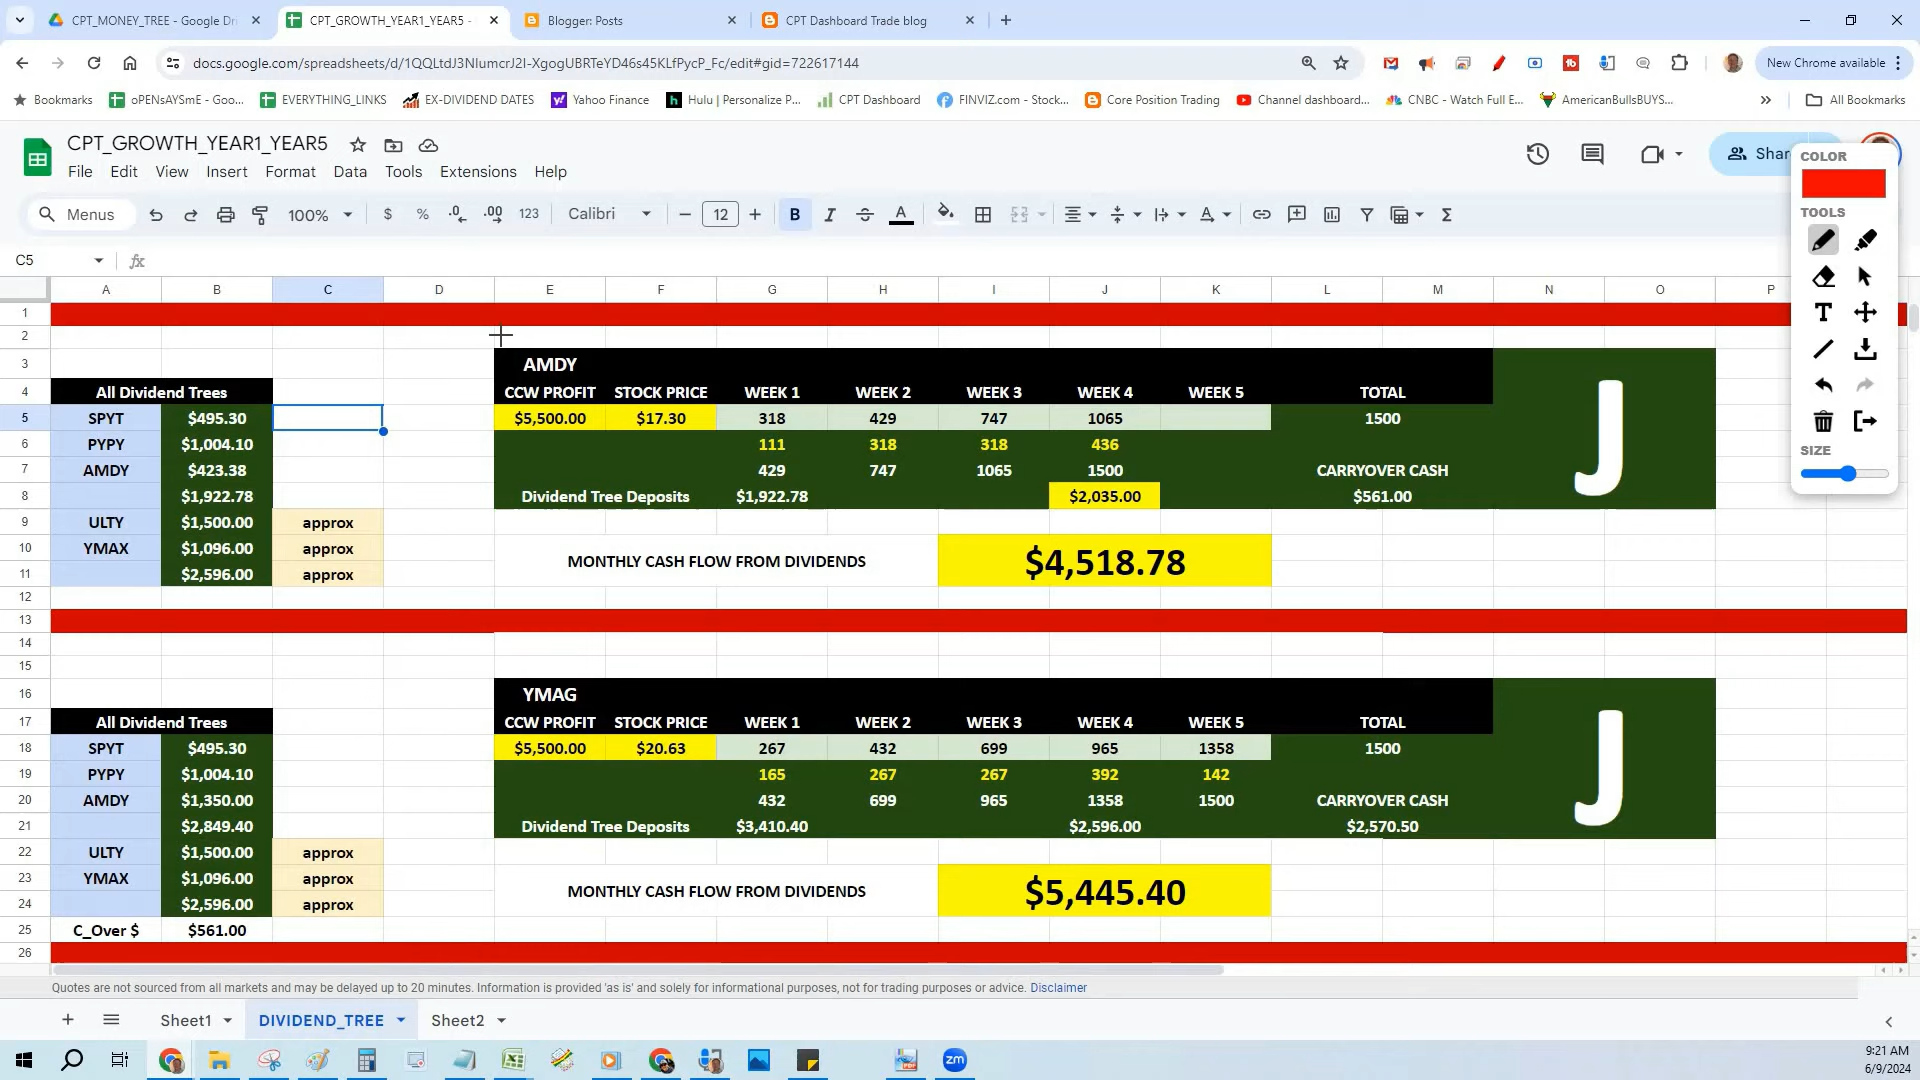 CPT_MONEY_TREE - Google Dri
CPT_GROWTH_YEAR1_YEAR5 -
Blogger: Posts
CPT Dashboard Trade blog
docs.google.com/spreadsheets/d/1QQLtdJ3NIumcrJ2I-XgogUBRTeYD46s45KLfPycP_Fc/edit#gid=722617144
New Chrome available
Bookmarks
oPENsAYSmE - Goo...
EVERYTHING_LINKS
EX-DIVIDEND DATES
Yahoo Finance
Hulu | Personalize P...
CPT Dashboard
FINVIZ.com - Stock...
Core Position Trading
Channel dashboard...
CNBC - Watch Full E...
AmericanBullsBUYS...
All Bookmarks
CPT_GROWTH_YEAR1_YEAR5
File Edit View Insert Format Data Tools Extensions Help
Shar
COLOR
TOOLS
SIZE
Menus 100% $ % .0 .00 123 Calibri 12 B I
C5 fx
A B C D E F G H I J K L M N O P
1
2
3 AMDY
4 All Dividend Trees CCW PROFIT STOCK PRICE WEEK 1 WEEK 2 WEEK 3 WEEK 4 WEEK 5 TOTAL J
5 SPYT $495.30 $5,500.00 $17.30 318 429 747 1065 1500
6 PYPY $1,004.10 111 318 318 436
7 AMDY $423.38 429 747 1065 1500 CARRYOVER CASH
8 $1,922.78 Dividend Tree Deposits $1,922.78 $2,035.00 $561.00
9 ULTY $1,500.00 approx
10 YMAX $1,096.00 approx MONTHLY CASH FLOW FROM DIVIDENDS $4,518.78
11 $2,596.00 approx
12
13
14
15
16 YMAG
17 All Dividend Trees CCW PROFIT STOCK PRICE WEEK 1 WEEK 2 WEEK 3 WEEK 4 WEEK 5 TOTAL J
18 SPYT $495.30 $5,500.00 $20.63 267 432 699 965 1358 1500
19 PYPY $1,004.10 165 267 267 392 142
20 AMDY $1,350.00 432 699 965 1358 1500 CARRYOVER CASH
21 $2,849.40 Dividend Tree Deposits $3,410.40 $2,596.00 $2,570.50
22 ULTY $1,500.00 approx
23 YMAX $1,096.00 approx MONTHLY CASH FLOW FROM DIVIDENDS $5,445.40
24 $2,596.00 approx
25 C_Over $ $561.00
26
Quotes are not sourced from all markets and may be delayed up to 20 minutes. Information is provided 'as is' and solely for informational purposes, not for trading purposes or advice. Disclaimer
Sheet1 DIVIDEND_TREE Sheet2
zm
9:21 AM
6/9/2024